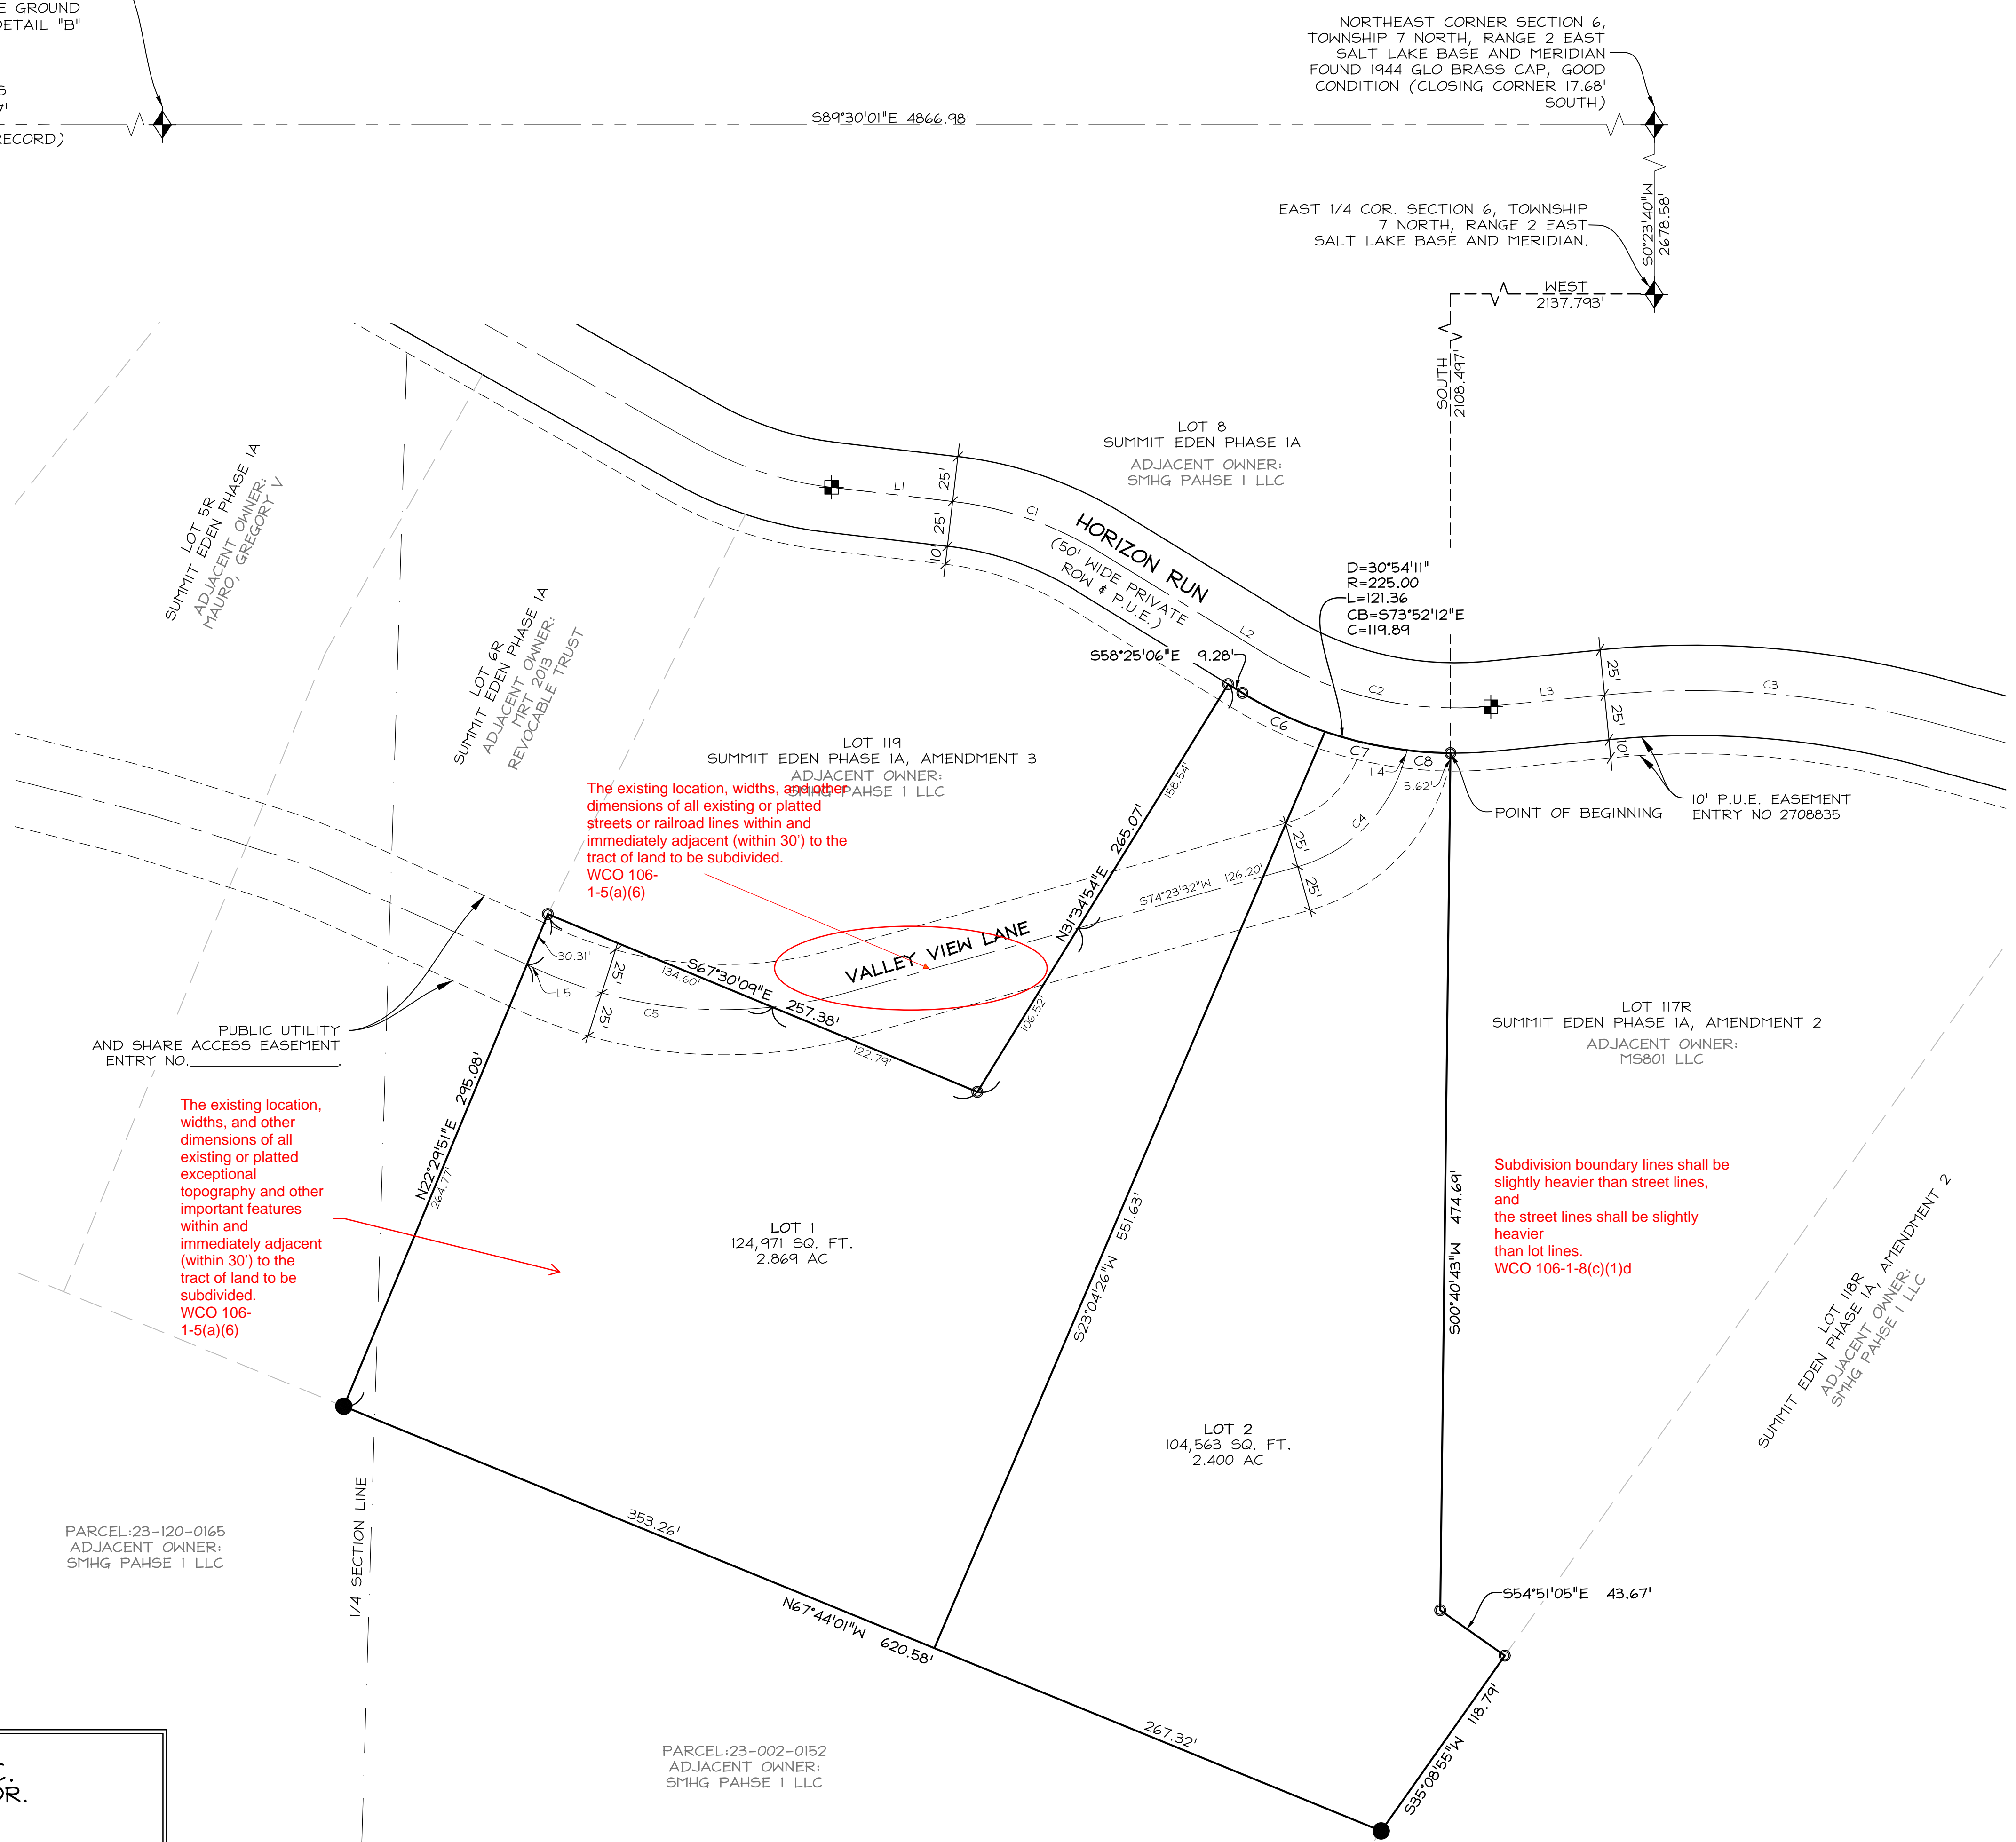 E GROUND
DETAIL "B"
S
7'
RECORD)
S89°30'01"E 4866.98'
NORTHEAST CORNER SECTION 6,
TOWNSHIP 7 NORTH, RANGE 2 EAST
SALT LAKE BASE AND MERIDIAN
FOUND 1944 GLO BRASS CAP, GOOD
CONDITION (CLOSING CORNER 17.68'
SOUTH)
S0°23'40"W
2678.58'
EAST 1/4 COR. SECTION 6, TOWNSHIP
7 NORTH, RANGE 2 EAST
SALT LAKE BASE AND MERIDIAN.
WEST
2137.793'
SOUTH
2108.497'
LOT 8
SUMMIT EDEN PHASE 1A
ADJACENT OWNER:
SMHG PAHSE 1 LLC
LOT 5R
SUMMIT EDEN PHASE 1A
ADJACENT OWNER:
MAURO, GREGORY V
LOT 6R
SUMMIT EDEN PHASE 1A
ADJACENT OWNER:
MRT 2013
REVOCABLE TRUST
L1
25'
25'
10'
C1
HORIZON RUN
(50' WIDE PRIVATE
ROW & P.U.E.)
L2
C2
L3
C3
25'
25'
10'
D=30°54'11"
R=225.00
L=121.36
CB=S73°52'12"E
C=119.89
S58°25'06"E 9.28'
C6
C7
C8
L4
5.62'
C4
POINT OF BEGINNING
10' P.U.E. EASEMENT
ENTRY NO 2708835
LOT 119
SUMMIT EDEN PHASE 1A, AMENDMENT 3
ADJACENT OWNER:
SMHG PAHSE 1 LLC
The existing location, widths, and other
dimensions of all existing or platted
streets or railroad lines within and
immediately adjacent (within 30') to the
tract of land to be subdivided.
WCO 106-
1-5(a)(6)
158.54'
N31°34'54"E 265.07'
106.52'
S74°23'32"W 126.20'
25'
25'
VALLEY VIEW LANE
30.31'
L5
25'
25'
134.60'
S67°30'09"E 257.38'
122.79'
C5
PUBLIC UTILITY
AND SHARE ACCESS EASEMENT
ENTRY NO.                    .
N22°29'51"E 295.08'
264.77'
The existing location,
widths, and other
dimensions of all
existing or platted
exceptional
topography and other
important features
within and
immediately adjacent
(within 30') to the
tract of land to be
subdivided.
WCO 106-
1-5(a)(6)
LOT 1
124,971 SQ. FT.
2.869 AC
S23°04'26"W 551.63'
LOT 117R
SUMMIT EDEN PHASE 1A, AMENDMENT 2
ADJACENT OWNER:
MS801 LLC
S00°40'43"W 474.69'
Subdivision boundary lines shall be
slightly heavier than street lines,
and
the street lines shall be slightly
heavier
than lot lines.
WCO 106-1-8(c)(1)d
LOT 118R
SUMMIT EDEN PHASE 1A, AMENDMENT 2
ADJACENT OWNER:
SMHG PAHSE 1 LLC
LOT 2
104,563 SQ. FT.
2.400 AC
1/4 SECTION LINE
PARCEL:23-120-0165
ADJACENT OWNER:
SMHG PAHSE 1 LLC
353.26'
N67°44'01"W 620.58'
267.32'
S54°51'05"E 43.67'
S35°08'55"W 118.79'
PARCEL:23-002-0152
ADJACENT OWNER:
SMHG PAHSE 1 LLC
C.
OR.